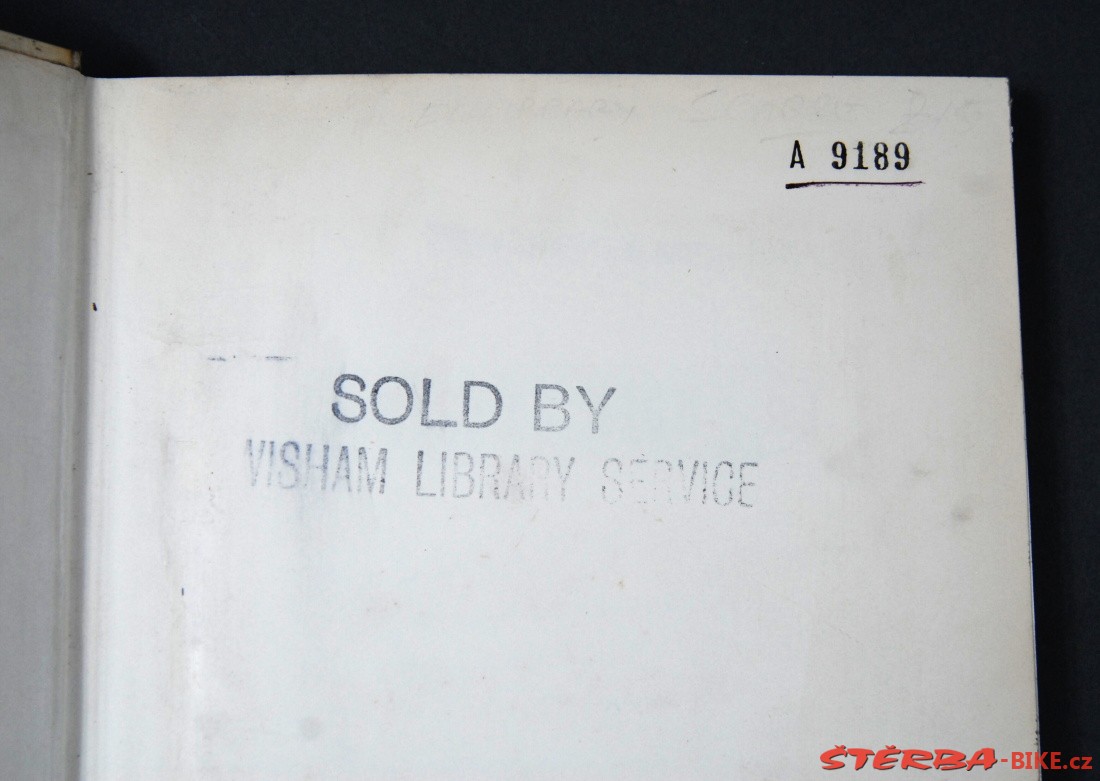 A 9189
SOLD BY
VISHAM LIBRARY SERVICE
ŠTĚRBA-BIKE.cz